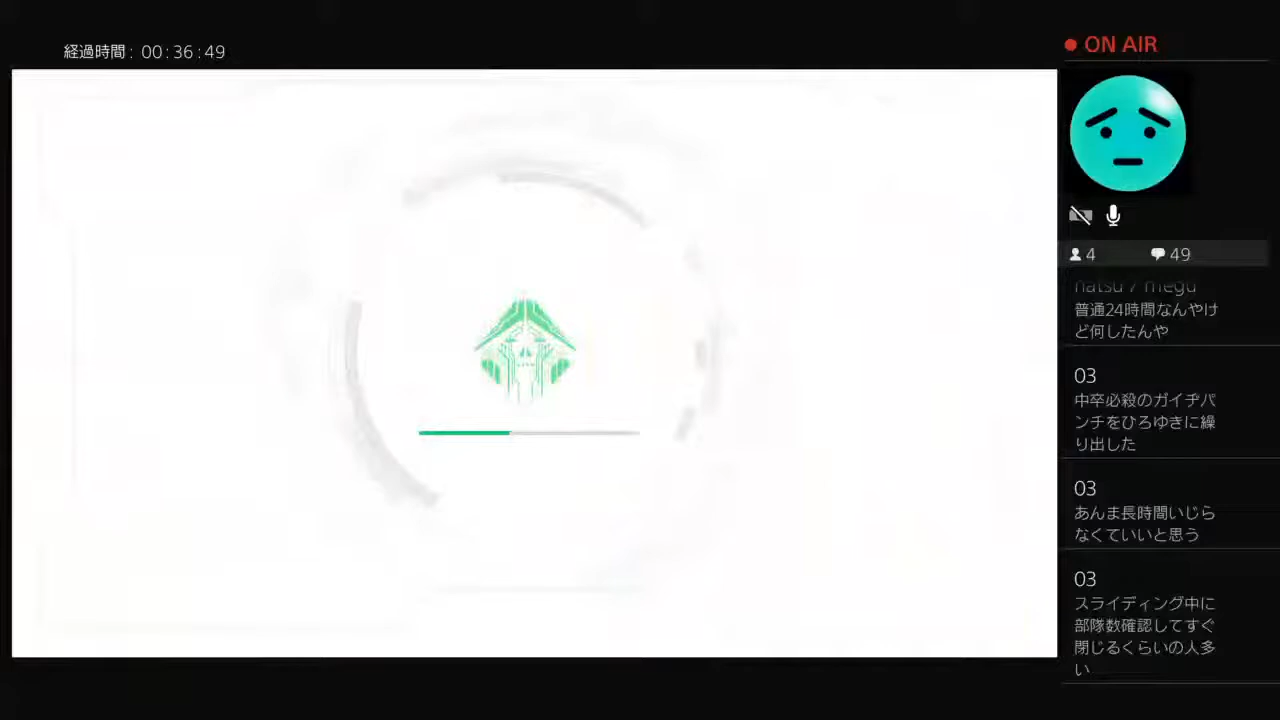 経過時間: 00:36:49
ON AIR
4 49
natsu / megu
普通24時間なんやけ
ど何したんや
03
中卒必殺のガイヂパ
ンチをひろゆきに繰
り出した
03
あんま長時間いじら
なくていいと思う
03
スライディング中に
部隊数確認してすぐ
閉じるくらいの人多
い